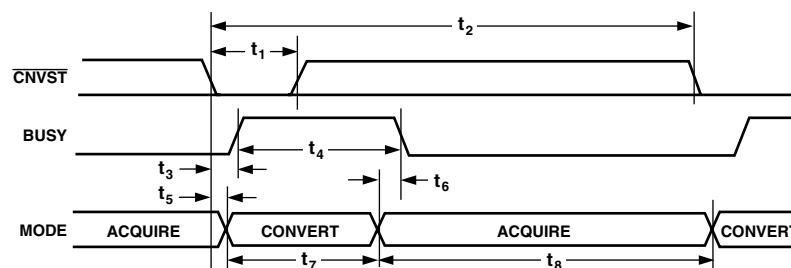 t2
t1
CNVST
BUSY
t3
t4
t5
t6
MODE
ACQUIRE
CONVERT
ACQUIRE
CONVERT
t7
t8